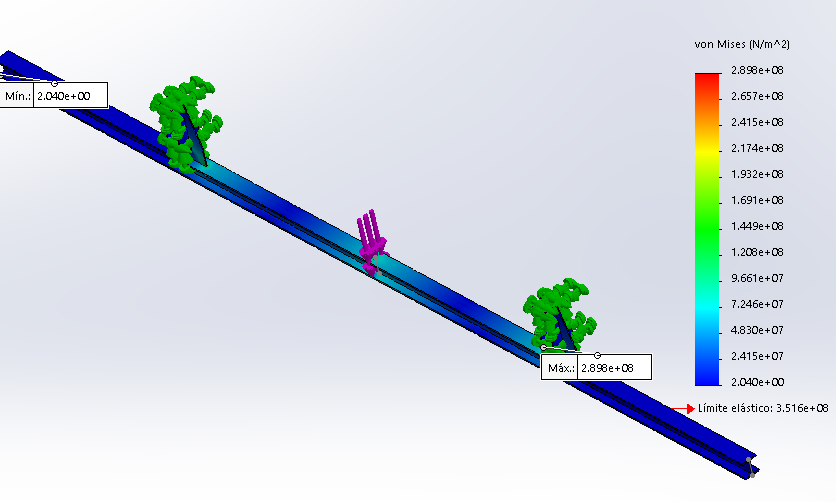 von Mises (N/m^2)
2.898e+08
2.657e+08
2.415e+08
2.174e+08
1.932e+08
1.691e+08
1.449e+08
1.208e+08
9.661e+07
7.246e+07
4.830e+07
2.415e+07
2.040e+00
Límite elástico: 3.516e+08
Mín.: 2.040e+00
Máx.: 2.898e+08